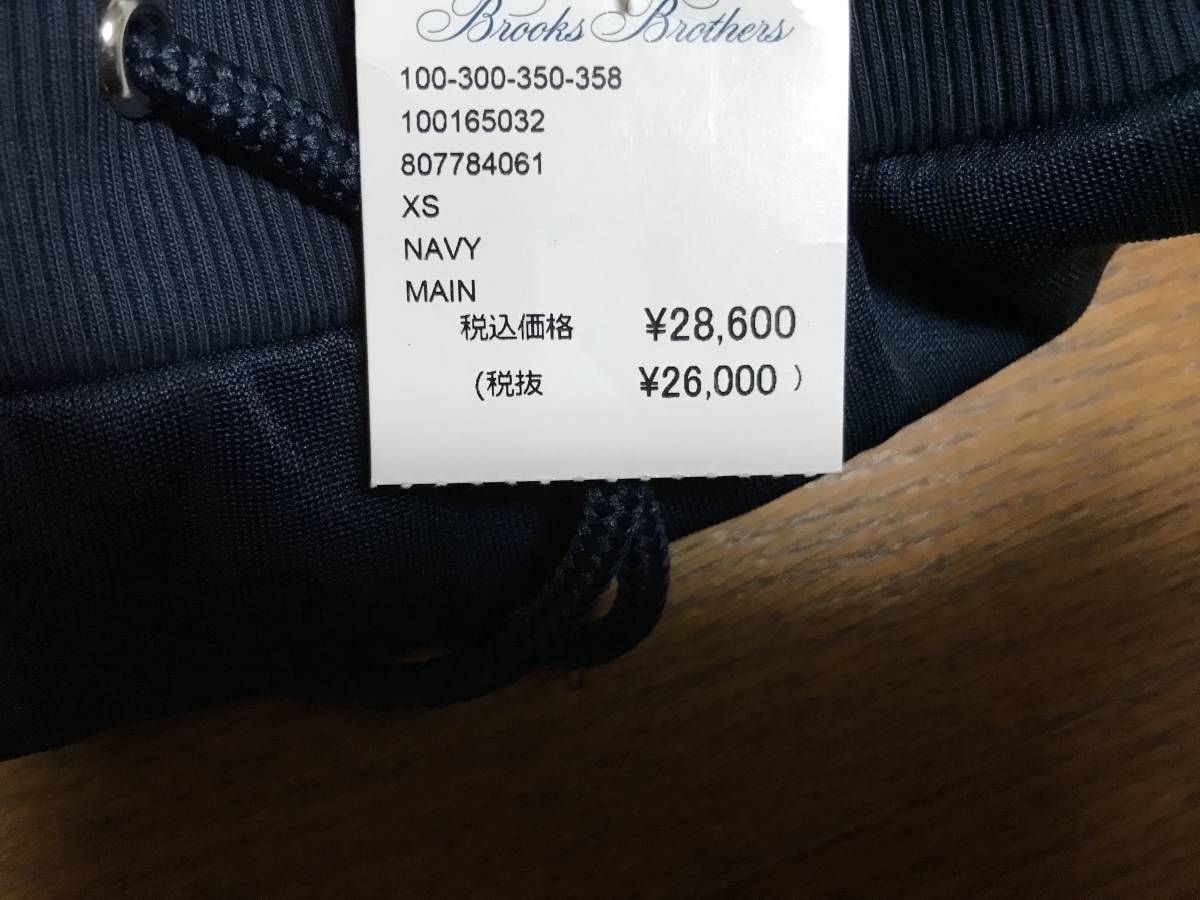 Brooks Brothers
100-300-350-358
100165032
807784061
XS
NAVY
MAIN
税込価格 ¥28,600
(税抜 ¥26,000 )